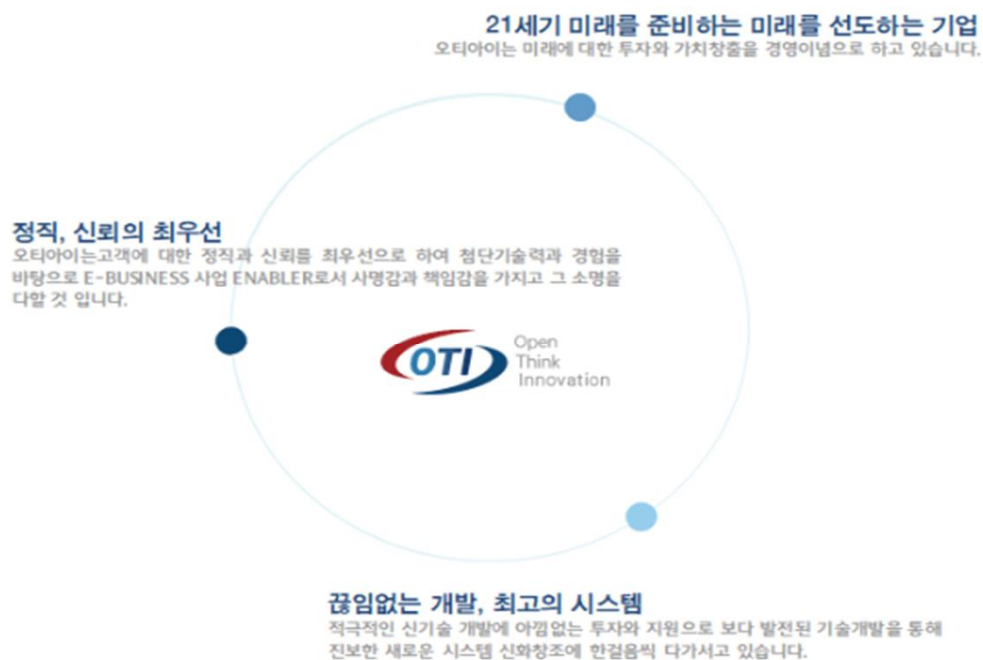 21세기 미래를 준비하는 미래를 선도하는 기업
오티아이는 미래에 대한 투자와 가치창출을 경영이념으로 하고 있습니다.
정직, 신뢰의 최우선
오티아이는고객에 대한 정직과 신뢰를 최우선으로 하여 첨단기술력과 경험을
바탕으로 E-BUSINESS 사업 ENABLER로서 사명감과 책임감을 가지고 그 소명을
다할 것 입니다.
OTI
Open
Think
Innovation
끊임없는 개발, 최고의 시스템
적극적인 신기술 개발에 아낌없는 투자와 지원으로 보다 발전된 기술개발을 통해
진보한 새로운 시스템 신화창조에 한걸음씩 다가서고 있습니다.